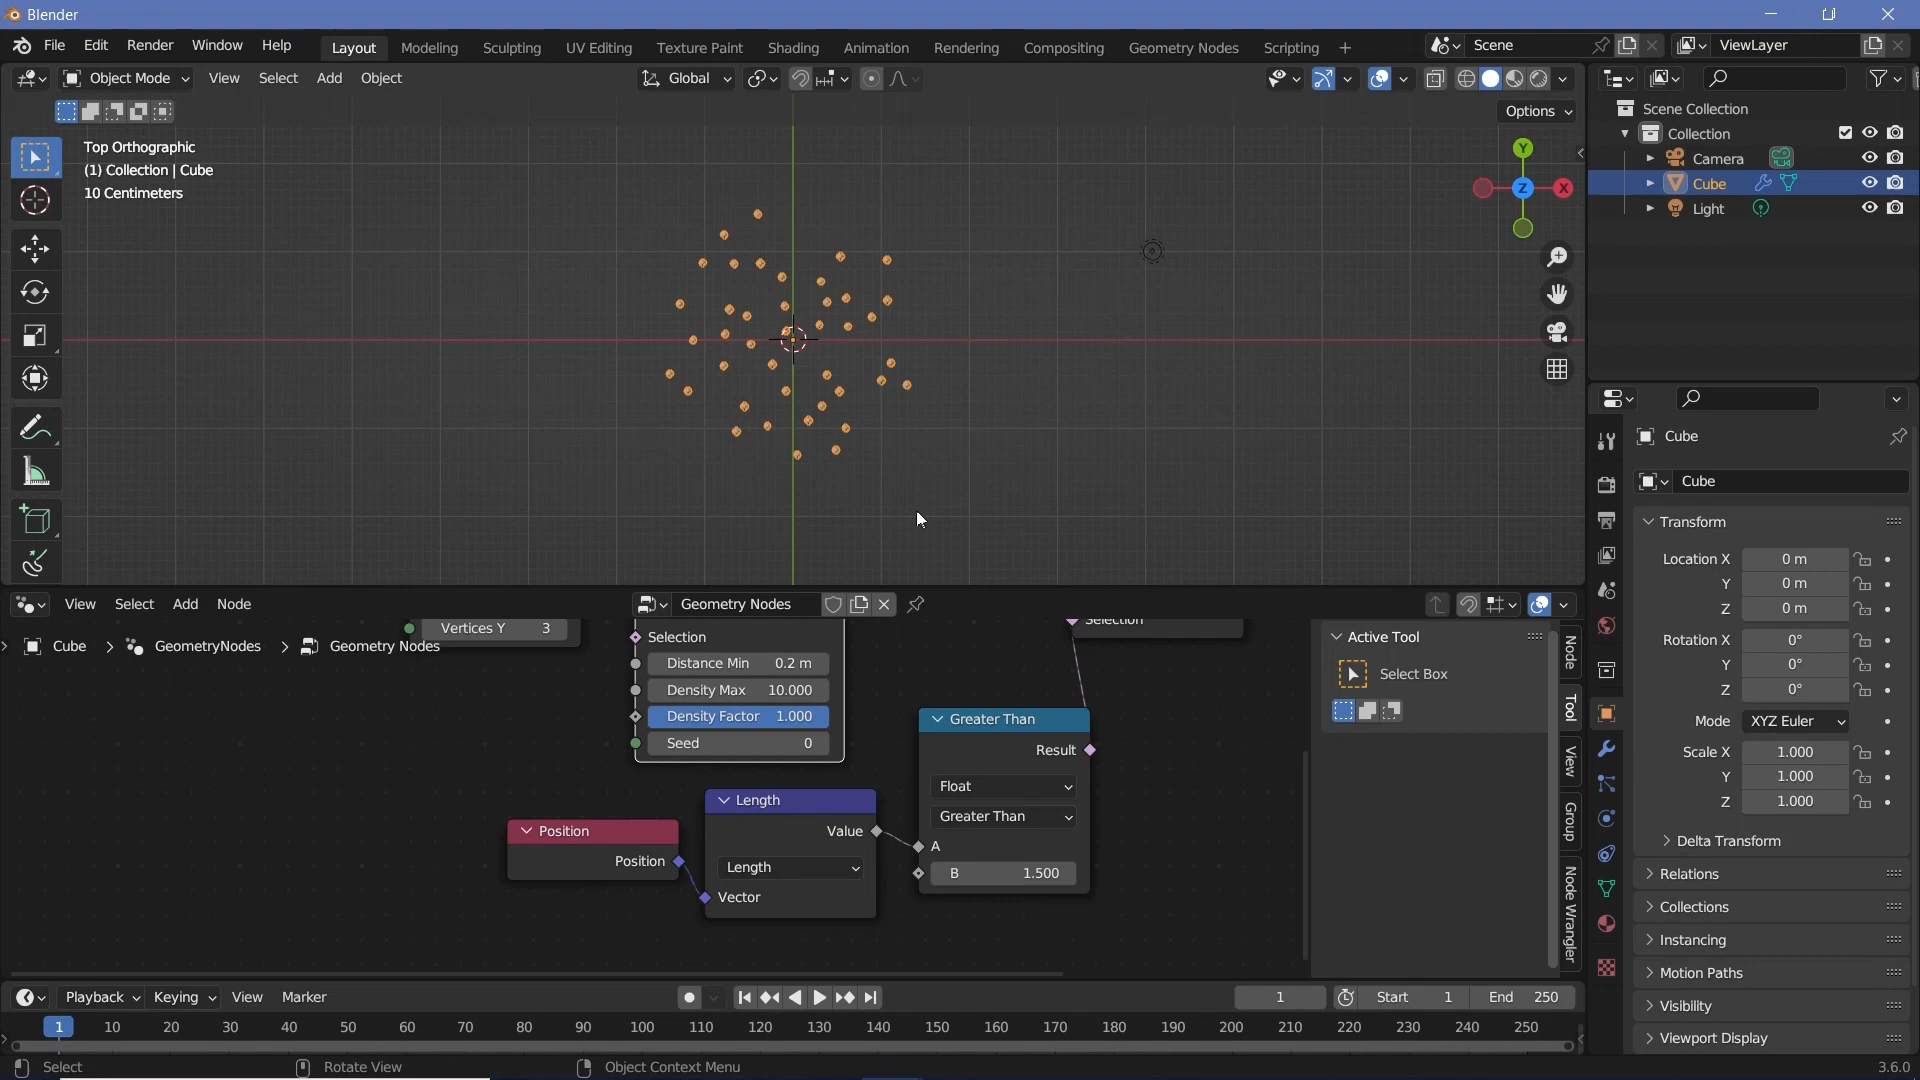 Blender
File Edit Render Window Help
Layout Modeling Sculpting UV Editing Texture Paint Shading Animation Rendering Compositing Geometry Nodes Scripting +
Scene
ViewLayer
Object Mode View Select Add Object
Global
Options
Top Orthographic
(1) Collection | Cube
10 Centimeters
Y
Z
X
Scene Collection
Collection
Camera
Cube
Light
Cube
Cube
Transform
Location X 0 m
Y 0 m
Z 0 m
Rotation X 0°
Y 0°
Z 0°
Mode XYZ Euler
Scale X 1.000
Y 1.000
Z 1.000
Delta Transform
Relations
Collections
Instancing
Motion Paths
Visibility
Viewport Display
View Select Add Node
Geometry Nodes
Cube > GeometryNodes > Geometry Nodes
Vertices Y 3
Selection
Distance Min 0.2 m
Density Max 10.000
Density Factor 1.000
Seed 0
Selection
Greater Than
Result
Float
Greater Than
A
B 1.500
Length
Value
Length
Vector
Position
Position
Active Tool
Select Box
Node
Tool
View
Group
Node Wrangler
Playback Keying View Marker
1
Start 1
End 250
1 10 20 30 40 50 60 70 80 90 100 110 120 130 140 150 160 170 180 190 200 210 220 230 240 250
Select
Rotate View
Object Context Menu
3.6.0